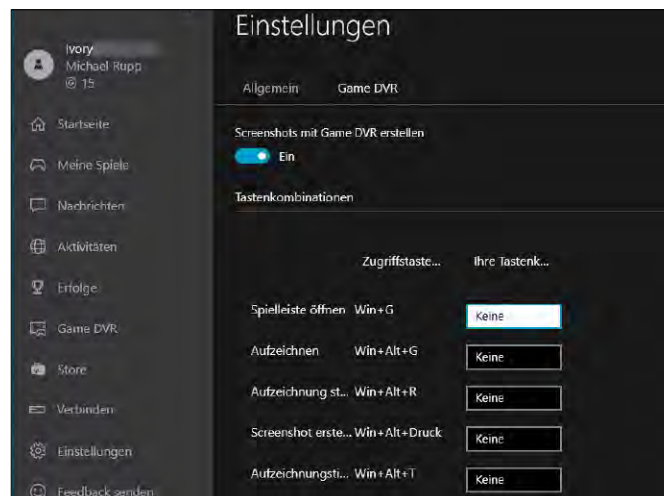 Ivory
Michael Rupp
15
Startseite
Meine Spiele
Nachrichten
Aktivitäten
Erfolge
Game DVR
Store
Verbinden
Einstellungen
Feedback senden
Einstellungen
Allgemein Game DVR
Screenshots mit Game DVR erstellen
Ein
Tastenkombinationen
Zugriffstaste... Ihre Tastenk...
Spielleiste öffnen Win+G Keine
Aufzeichnen Win+Alt+G Keine
Aufzeichnung st... Win+Alt+R Keine
Screenshot erste... Win+Alt+Druck Keine
Aufzeichnungsti... Win+Alt+T Keine